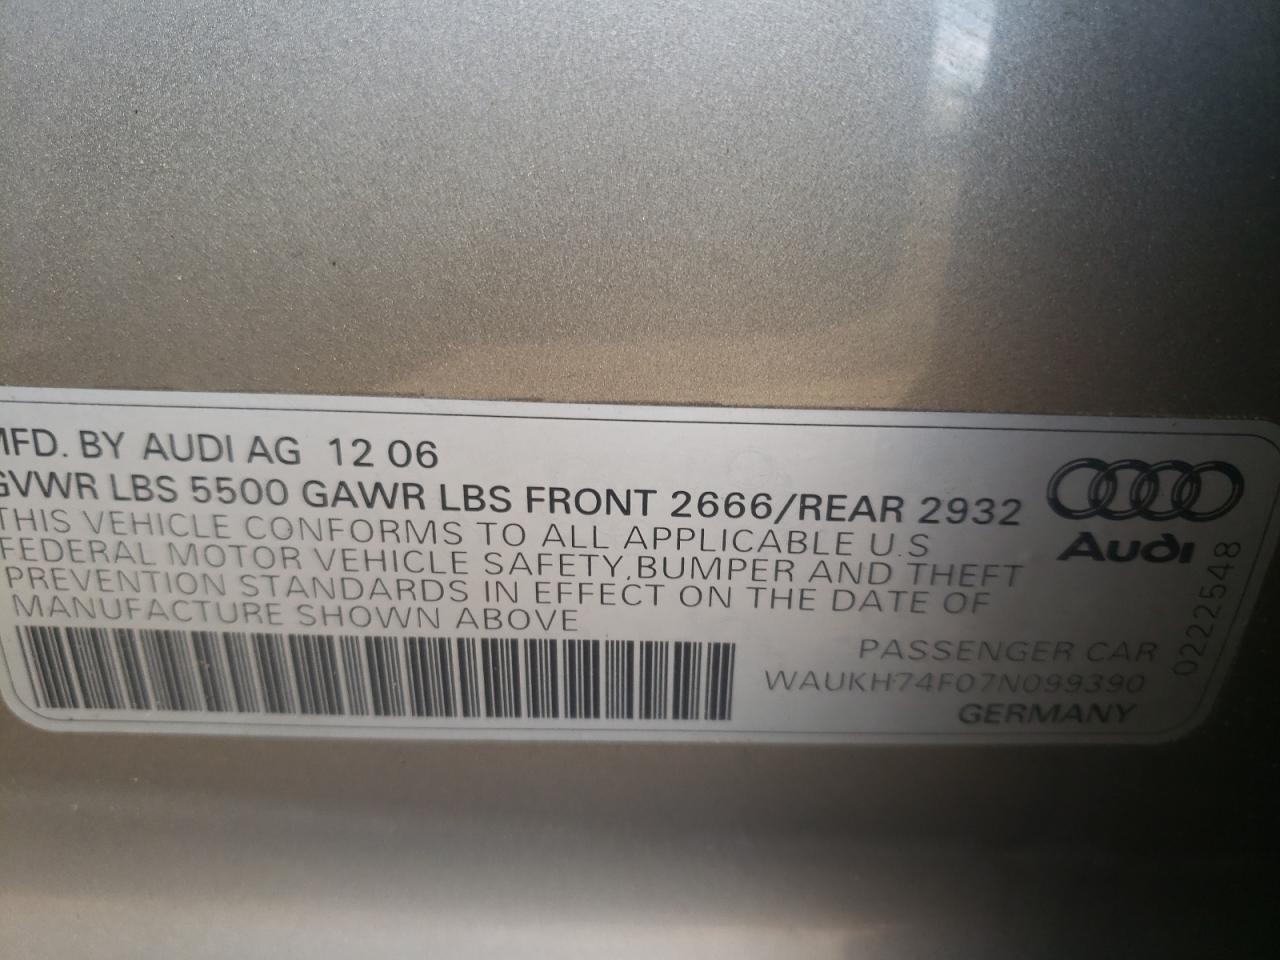 MFD. BY AUDI AG 12 06
GVWR LBS 5500 GAWR LBS FRONT 2666/REAR 2932
THIS VEHICLE CONFORMS TO ALL APPLICABLE U.S
FEDERAL MOTOR VEHICLE SAFETY, BUMPER AND THEFT
PREVENTION STANDARDS IN EFFECT ON THE DATE OF
MANUFACTURE SHOWN ABOVE
Audi
PASSENGER CAR
WAUKH74F07N099390
GERMANY
0222548